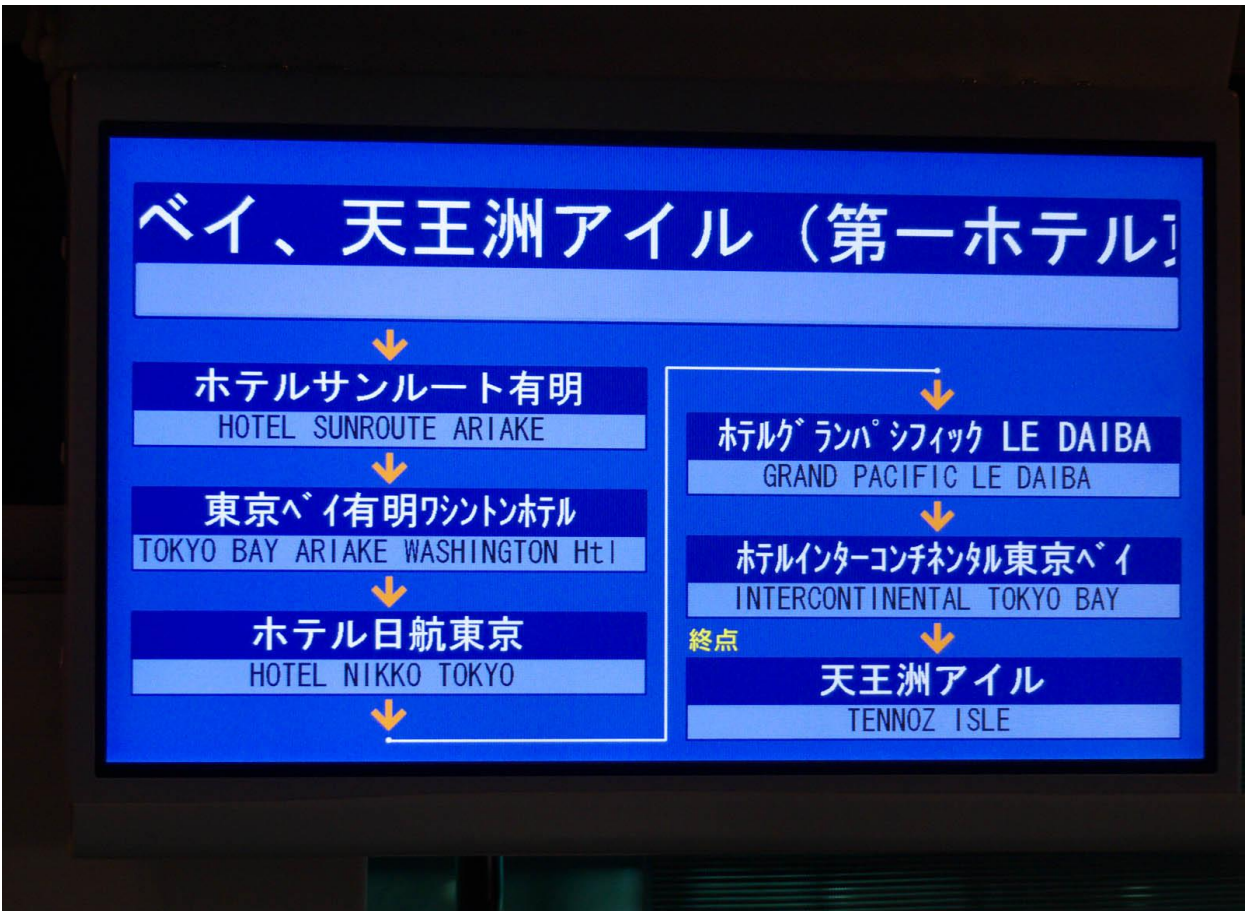 ベイ、天王洲アイル（第一ホテル
ホテルサンルート有明
HOTEL SUNROUTE ARIAKE
東京ベイ有明ワシントンホテル
TOKYO BAY ARIAKE WASHINGTON Htl
ホテル日航東京
HOTEL NIKKO TOKYO
ホテルグランパシフィック LE DAIBA
GRAND PACIFIC LE DAIBA
ホテルインターコンチネンタル東京ベイ
INTERCONTINENTAL TOKYO BAY
終点
天王洲アイル
TENNOZ ISLE